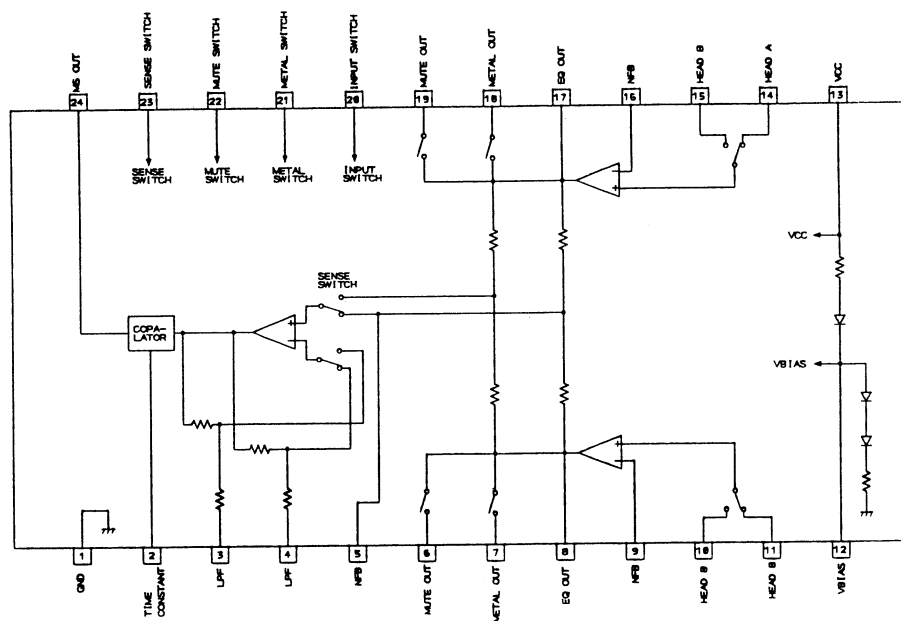 MS OUT
SENSE SWITCH
MUTE SWITCH
METAL SWITCH
INPUT SWITCH
MUTE OUT
METAL OUT
EQ OUT
NFB
HEAD B
HEAD A
VCC
24
23
22
21
20
19
18
17
16
15
14
13
SENSE
SWITCH
MUTE
SWITCH
METAL
SWITCH
INPUT
SWITCH
+
VCC
SENSE
SWITCH
COPA-
LATOR
+
VBIAS
+
1
2
3
4
5
6
7
8
9
10
11
12
GND
TIME
CONSTANT
LPF
LPF
NFB
MUTE OUT
METAL OUT
EQ OUT
NFB
HEAD B
HEAD B
VBIAS